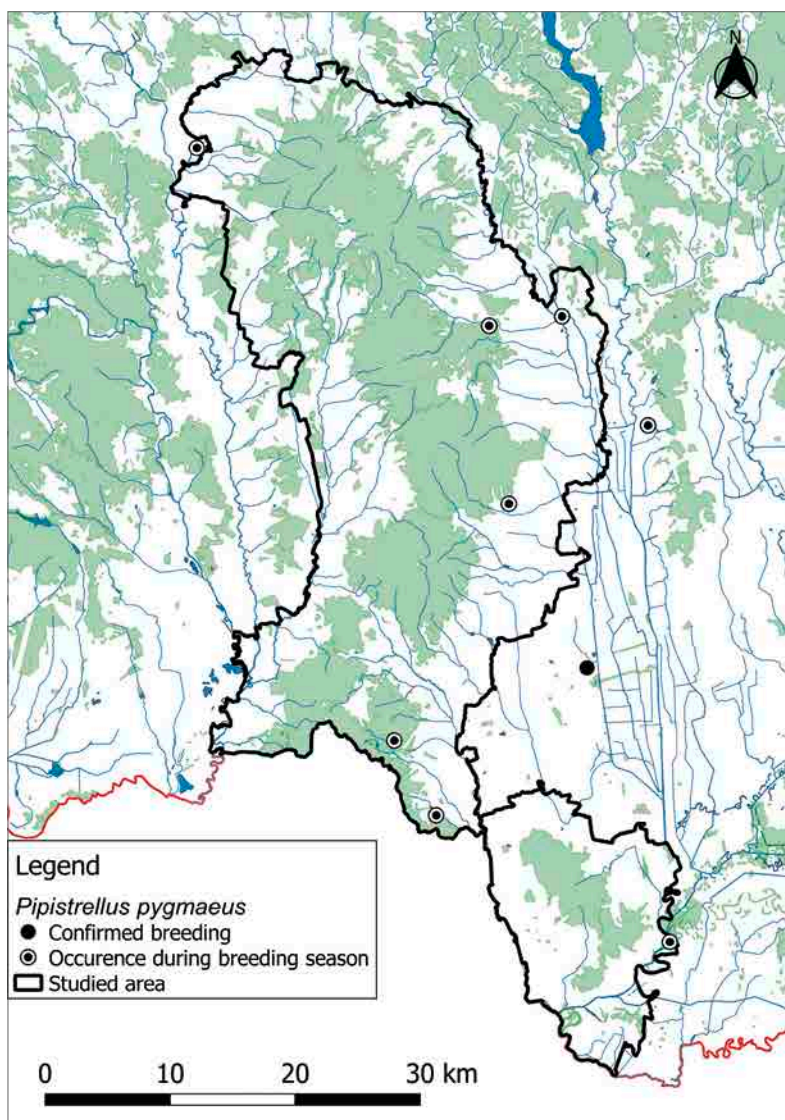 N
Legend
Pipistrellus pygmaeus
Confirmed breeding
Occurence during breeding season
Studied area
0 10 20 30 km